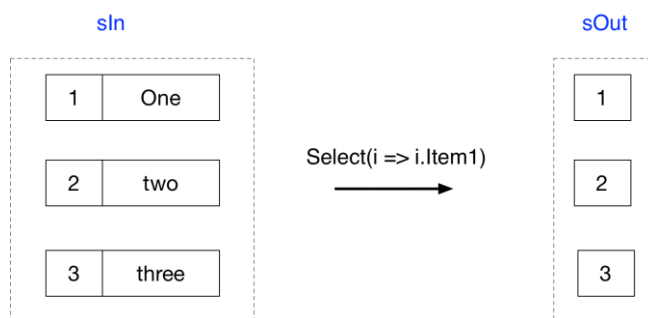 sIn
sOut
1 One
1
Select(i => i.Item1)
2 two
2
3 three
3